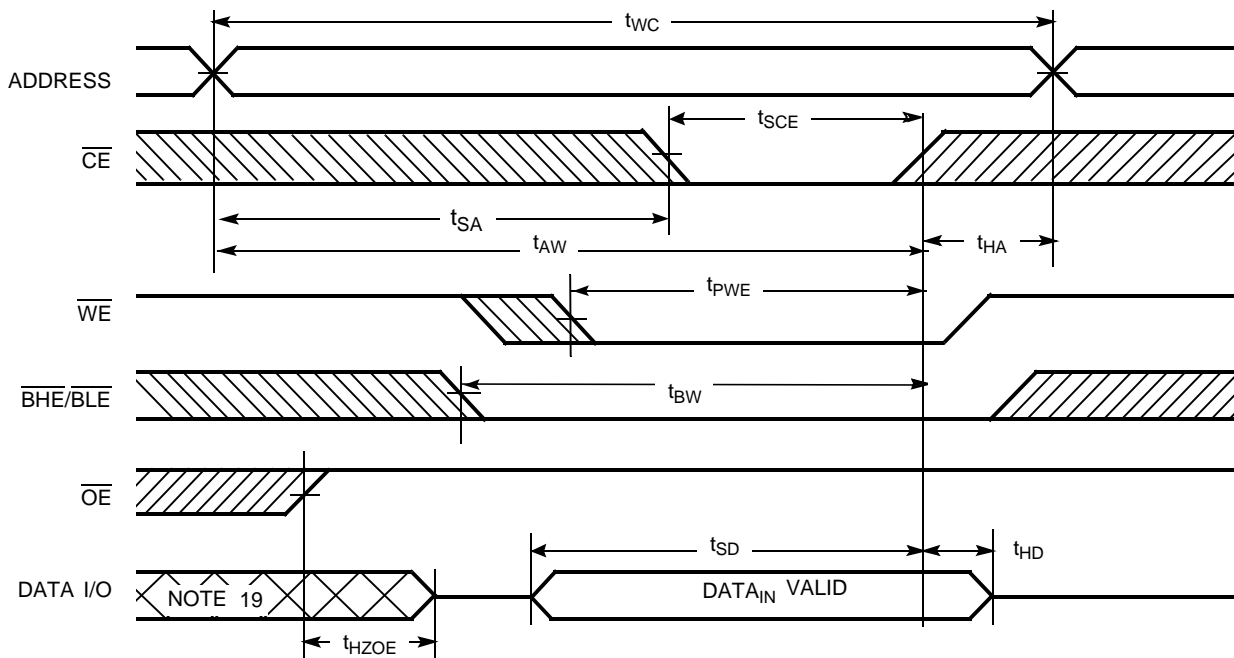 tWC
ADDRESS
tSCE
CE
tSA
tAW
tHA
tPWE
WE
BHE/BLE
tBW
OE
tSD
tHD
DATA I/O
NOTE 19
DATAIN VALID
tHZOE